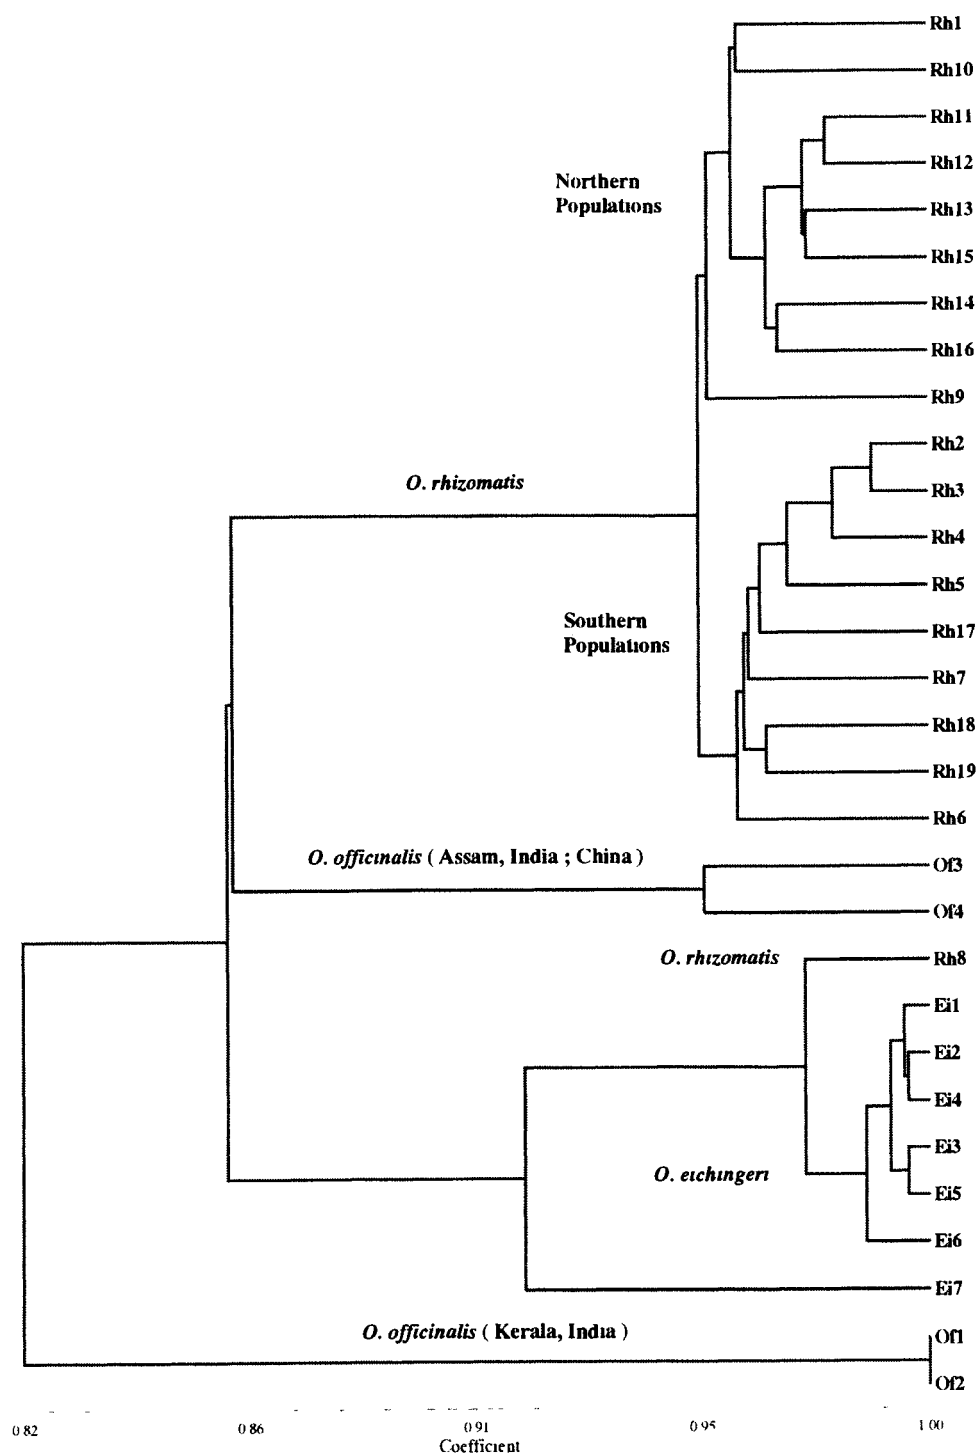 Rh1
Rh10
Rh11
Rh12
Northern
Populations
Rh13
Rh15
Rh14
Rh16
Rh9
Rh2
O. rhizomatis
Rh3
Rh4
Rh5
Southern
Populations
Rh17
Rh7
Rh18
Rh19
Rh6
O. officinalis ( Assam, India ; China )
Of3
Of4
O. rhizomatis
Rh8
Ei1
Ei2
Ei4
Ei3
O. eichingeri
Ei5
Ei6
Ei7
O. officinalis ( Kerala, India )
Of1
Of2
0 82 0 86 0 91 0 95 1 00
Coefficient